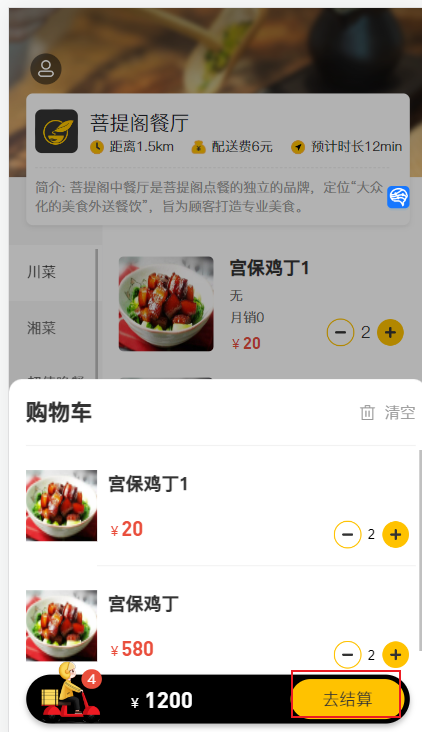 菩提阁餐厅
距离1.5km 配送费6元 预计时长12min
简介: 菩提阁中餐厅是菩提阁点餐的独立的品牌，定位“大众
化的美食外送餐饮”，旨为顾客打造专业美食。
川菜
宫保鸡丁1
无
月销0
¥20
2
湘菜
购物车
清空
宫保鸡丁1
¥20
2
宫保鸡丁
¥580
2
4
¥1200
去结算